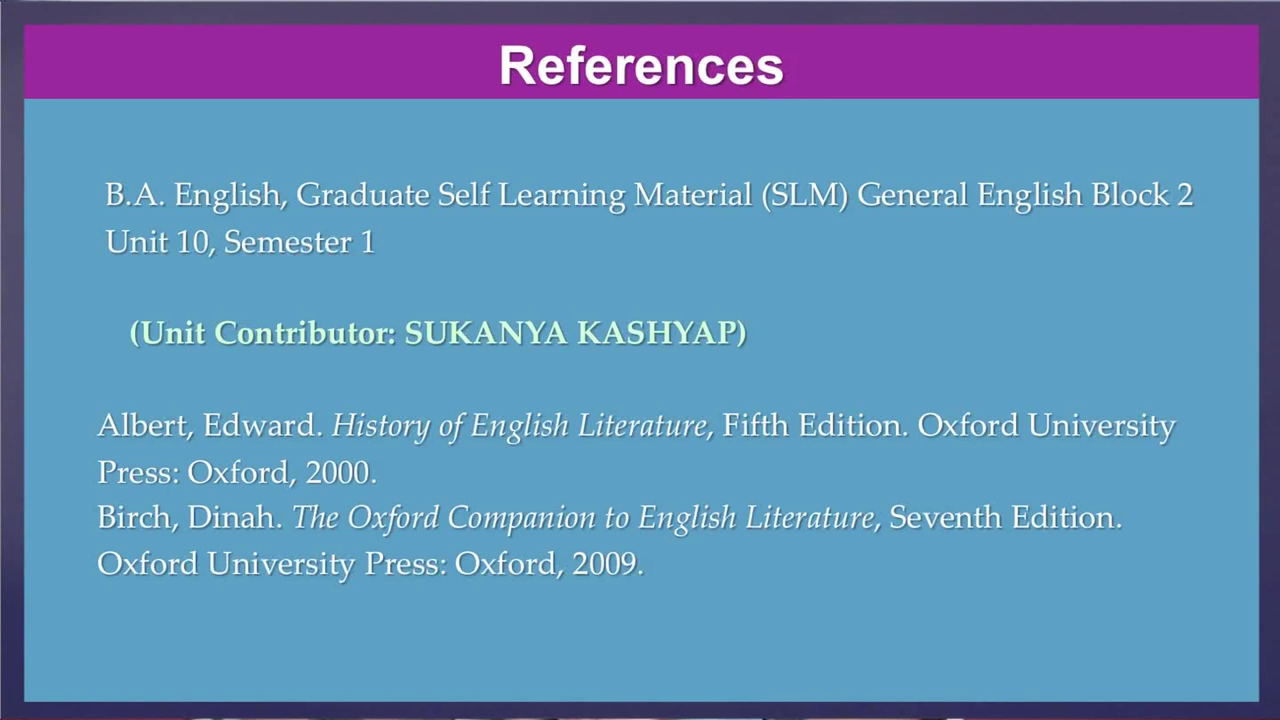 References
B.A. English, Graduate Self Learning Material (SLM) General English Block 2
Unit 10, Semester 1
(Unit Contributor: SUKANYA KASHYAP)
Albert, Edward. History of English Literature, Fifth Edition. Oxford University
Press: Oxford, 2000.
Birch, Dinah. The Oxford Companion to English Literature, Seventh Edition.
Oxford University Press: Oxford, 2009.